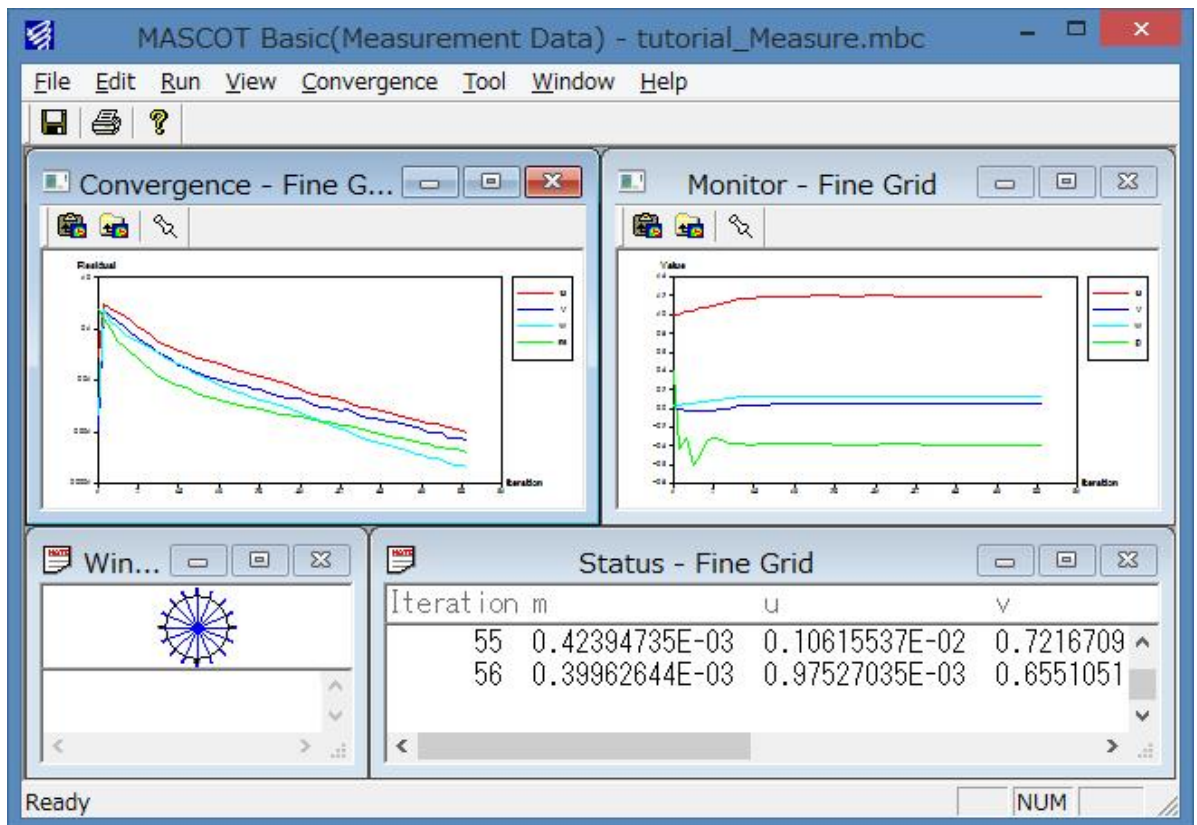 MASCOT Basic(Measurement Data) - tutorial_Measure.mbc
File Edit Run View Convergence Tool Window Help
Convergence - Fine G...
Monitor - Fine Grid
Residual
Iteration
u
v
w
m
Value
Iteration
u
v
w
p
Win...
Status - Fine Grid
Iteration m u v
55 0.42394735E-03 0.10615537E-02 0.7216709
56 0.39962644E-03 0.97527035E-03 0.6551051
Ready
NUM